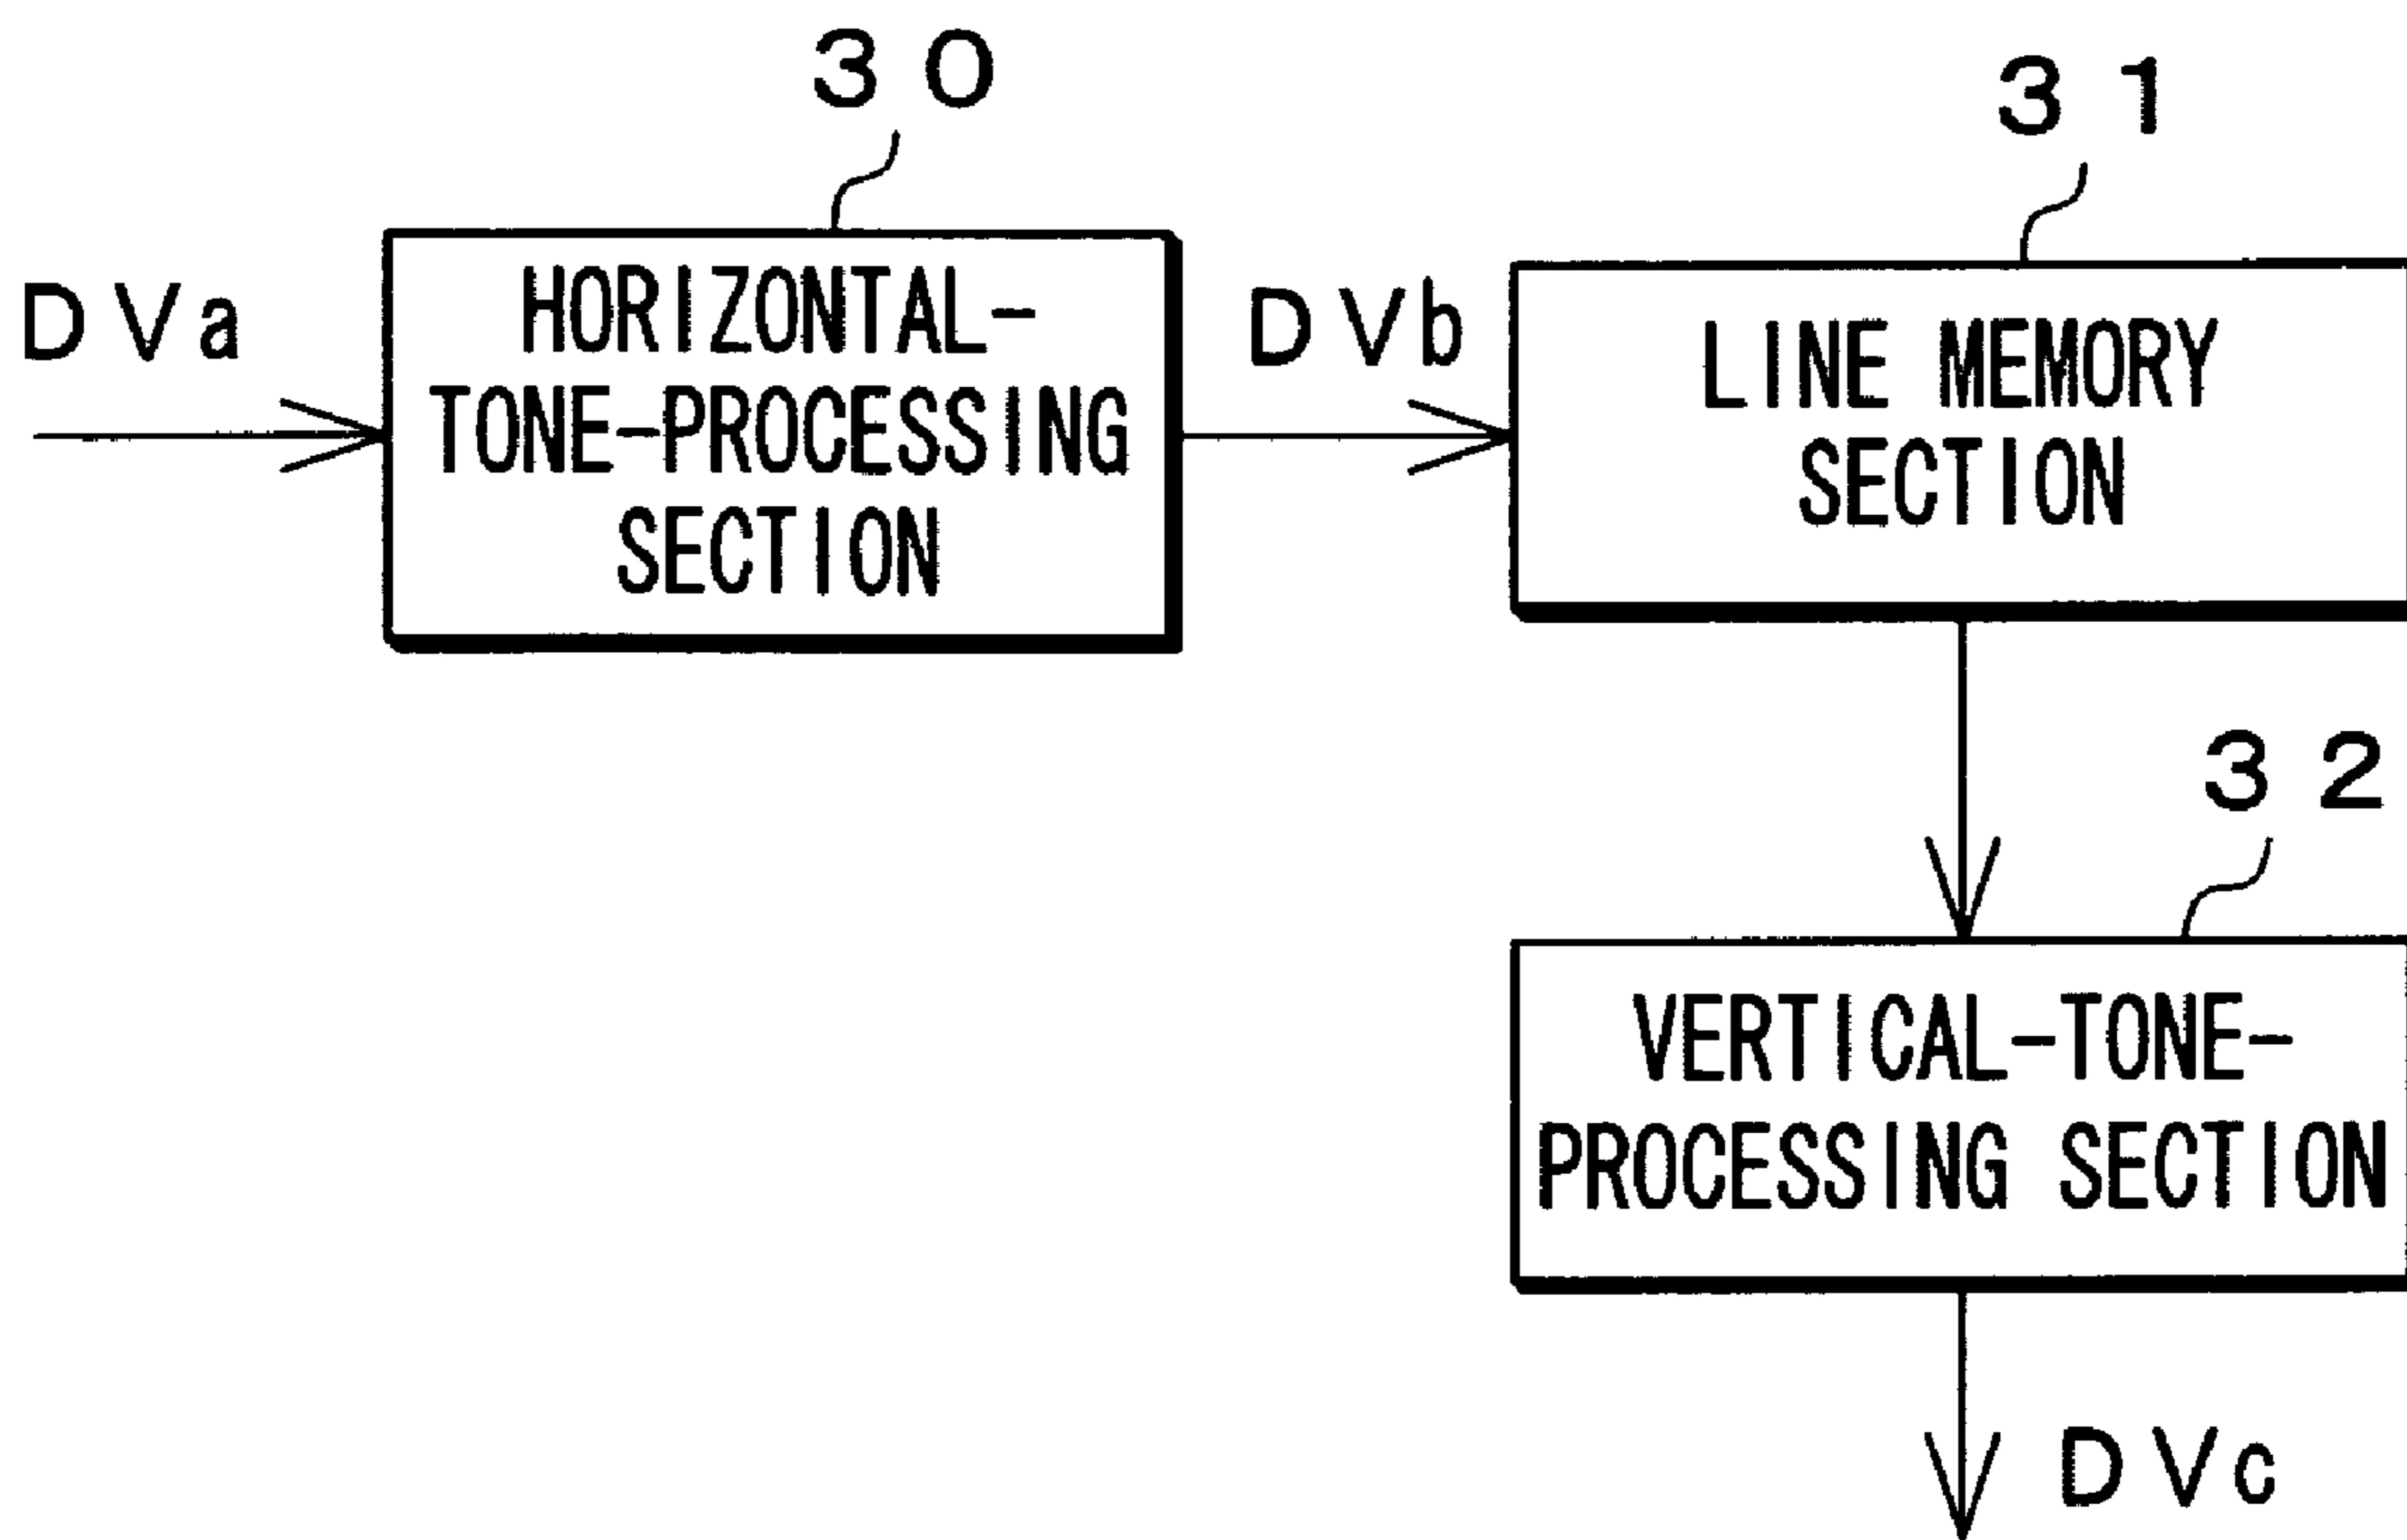 30
31
DVa
HORIZONTAL-
TONE-PROCESSING
SECTION
DVb
LINE MEMORY
SECTION
32
VERTICAL-TONE-
PROCESSING SECTION
DVc